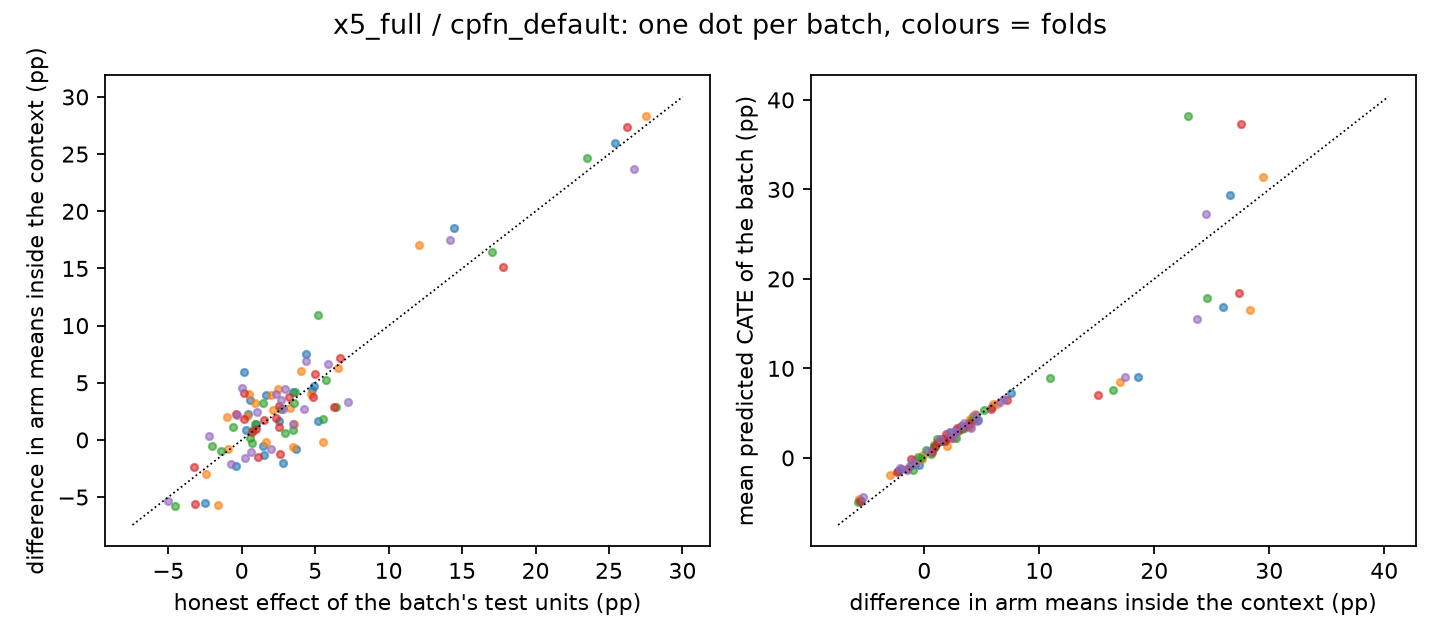 x5_full / cpfn_default: one dot per batch, colours = folds
difference in arm means inside the context (pp)
30
25
20
15
10
5
0
−5
−5 0 5 10 15 20 25 30
honest effect of the batch's test units (pp)
mean predicted CATE of the batch (pp)
40
30
20
10
0
0 10 20 30 40
difference in arm means inside the context (pp)